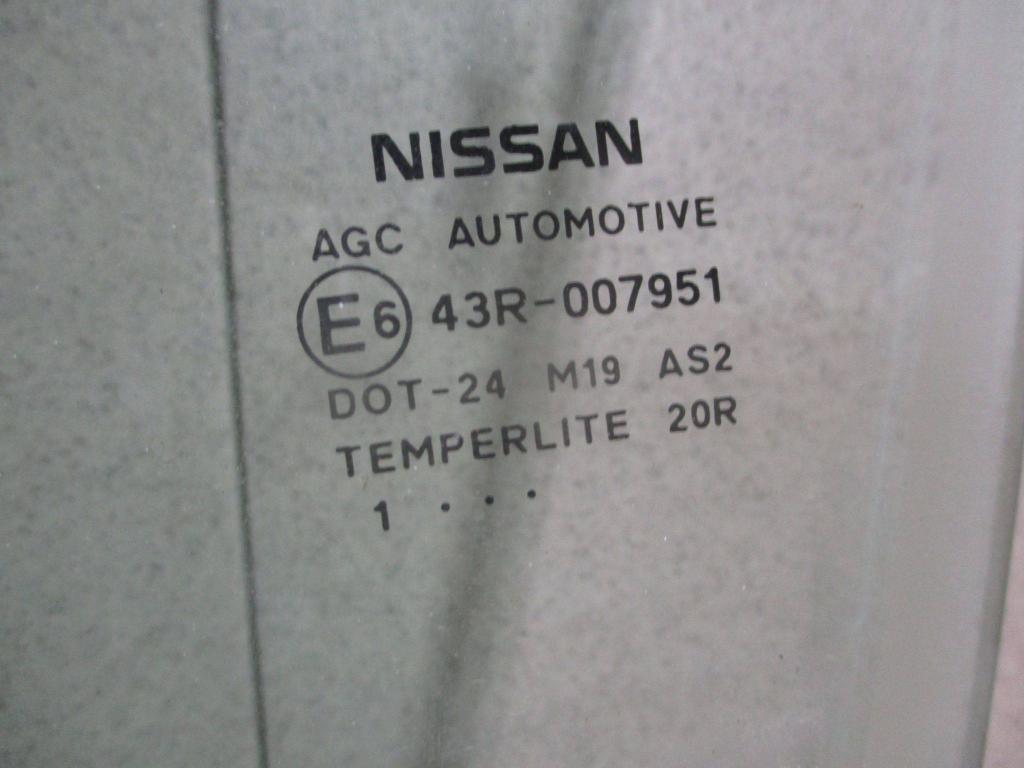 NISSAN
AGC AUTOMOTIVE
E6 43R-007951
DOT-24 M19 AS2
TEMPERLITE 20R
1 . . .